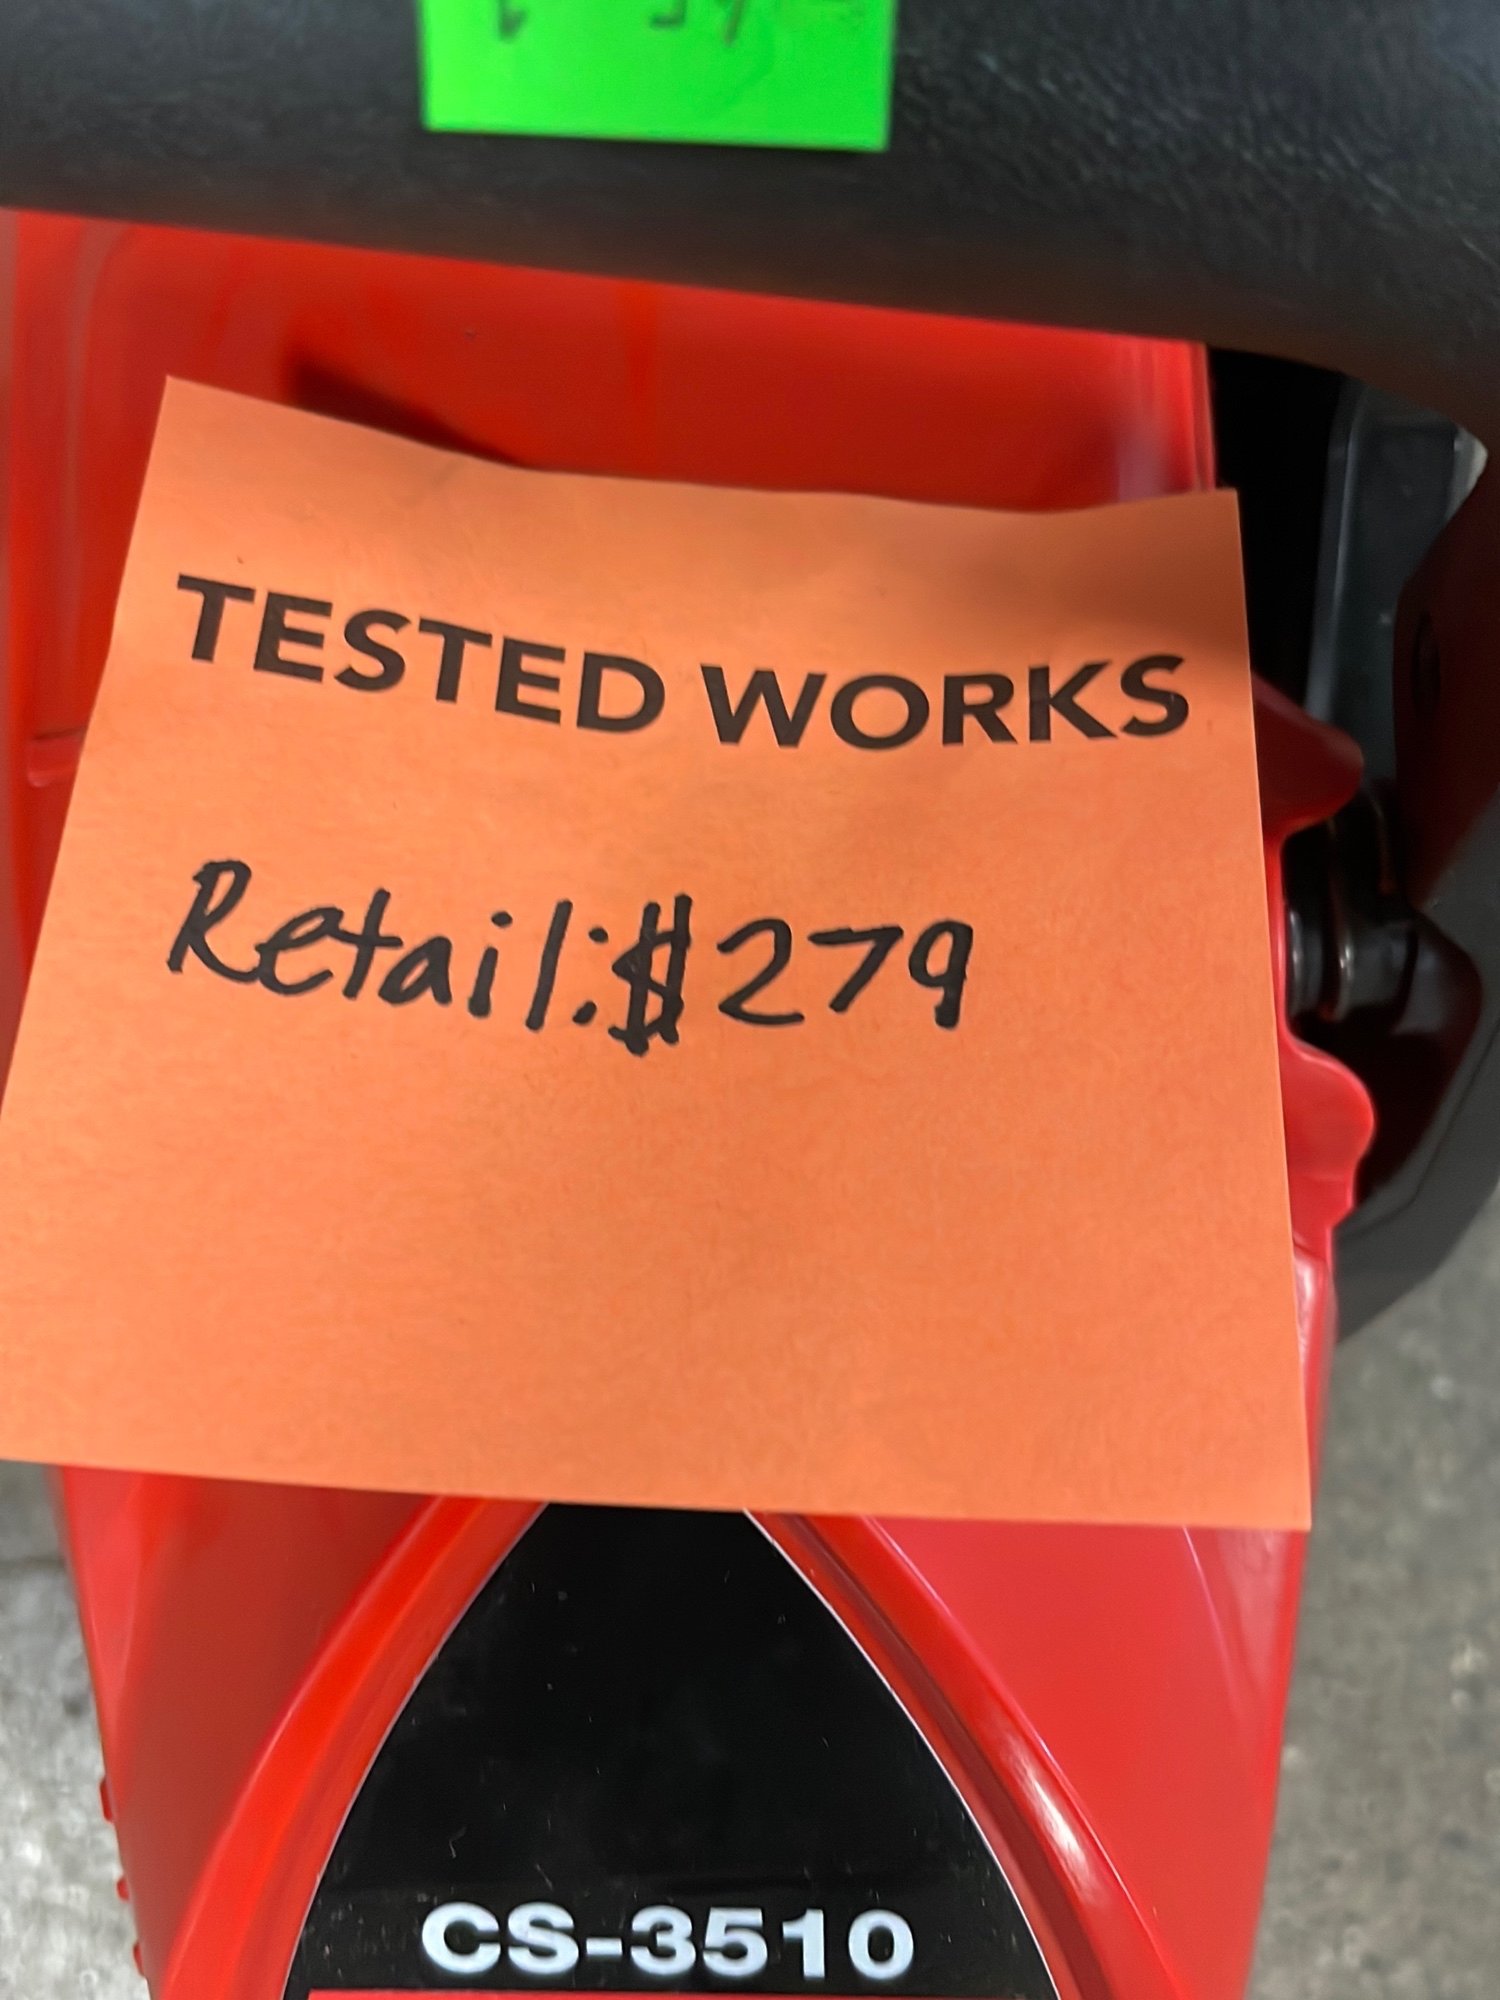 TESTED WORKS
Retail: $279
CS-3510